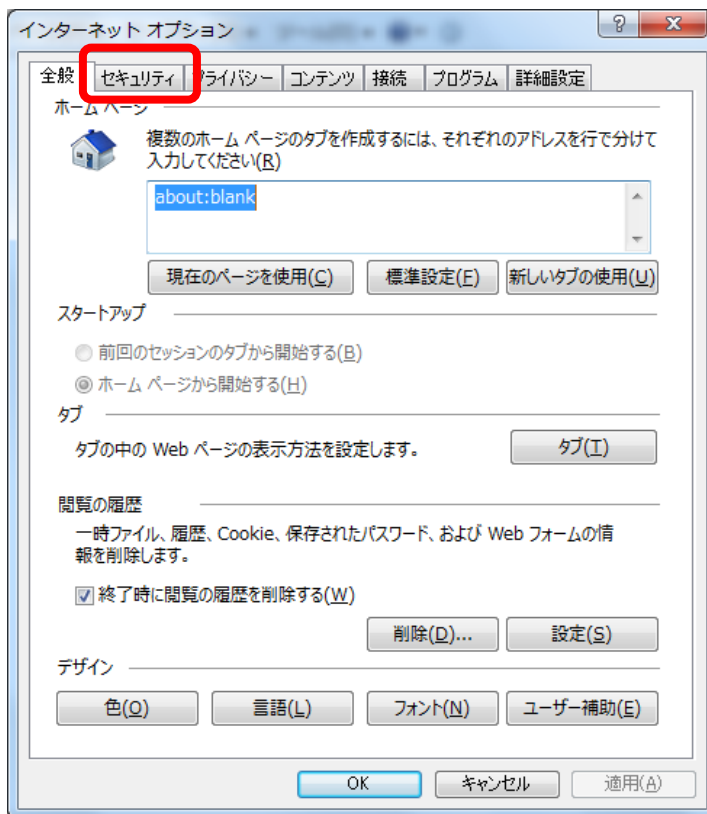 インターネット オプション
全般 セキュリティ プライバシー コンテンツ 接続 プログラム 詳細設定
ホーム ページ
複数のホーム ページのタブを作成するには、それぞれのアドレスを行で分けて
入力してください(R)
about:blank
現在のページを使用(C) 標準設定(F) 新しいタブの使用(U)
スタートアップ
前回のセッションのタブから開始する(B)
ホーム ページから開始する(H)
タブ
タブの中の Web ページの表示方法を設定します。 タブ(T)
閲覧の履歴
一時ファイル、履歴、Cookie、保存されたパスワード、および Web フォームの情
報を削除します。
終了時に閲覧の履歴を削除する(W)
削除(D)... 設定(S)
デザイン
色(O) 言語(L) フォント(N) ユーザー補助(E)
OK キャンセル 適用(A)